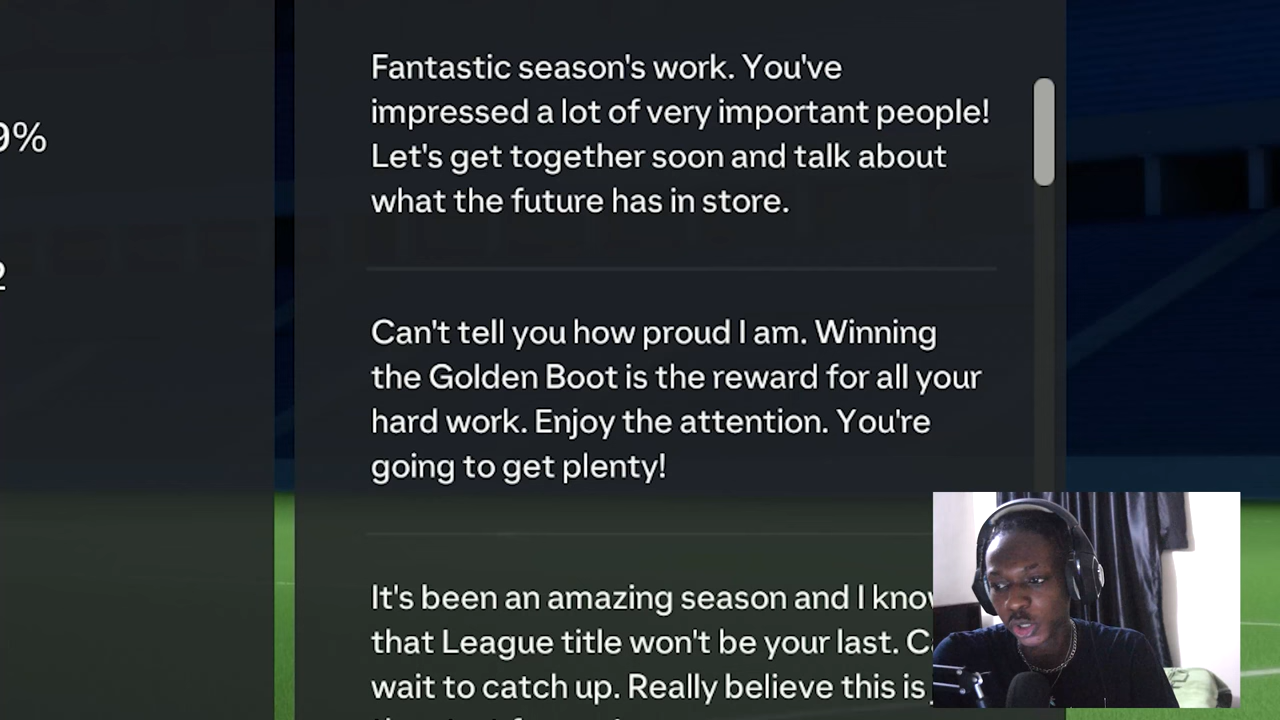 9%
2
Fantastic season's work. You've
impressed a lot of very important people!
Let's get together soon and talk about
what the future has in store.
Can't tell you how proud I am. Winning
the Golden Boot is the reward for all your
hard work. Enjoy the attention. You're
going to get plenty!
It's been an amazing season and I
that League title won't be your last.
wait to catch up. Really believe this is